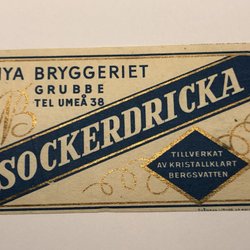 NYA BRYGGERIET
GRUBBE
TEL UMEÅ 38
SOCKERDRICKA
TILLVERKAT
AV KRISTALLKLART
BERGSVATTEN